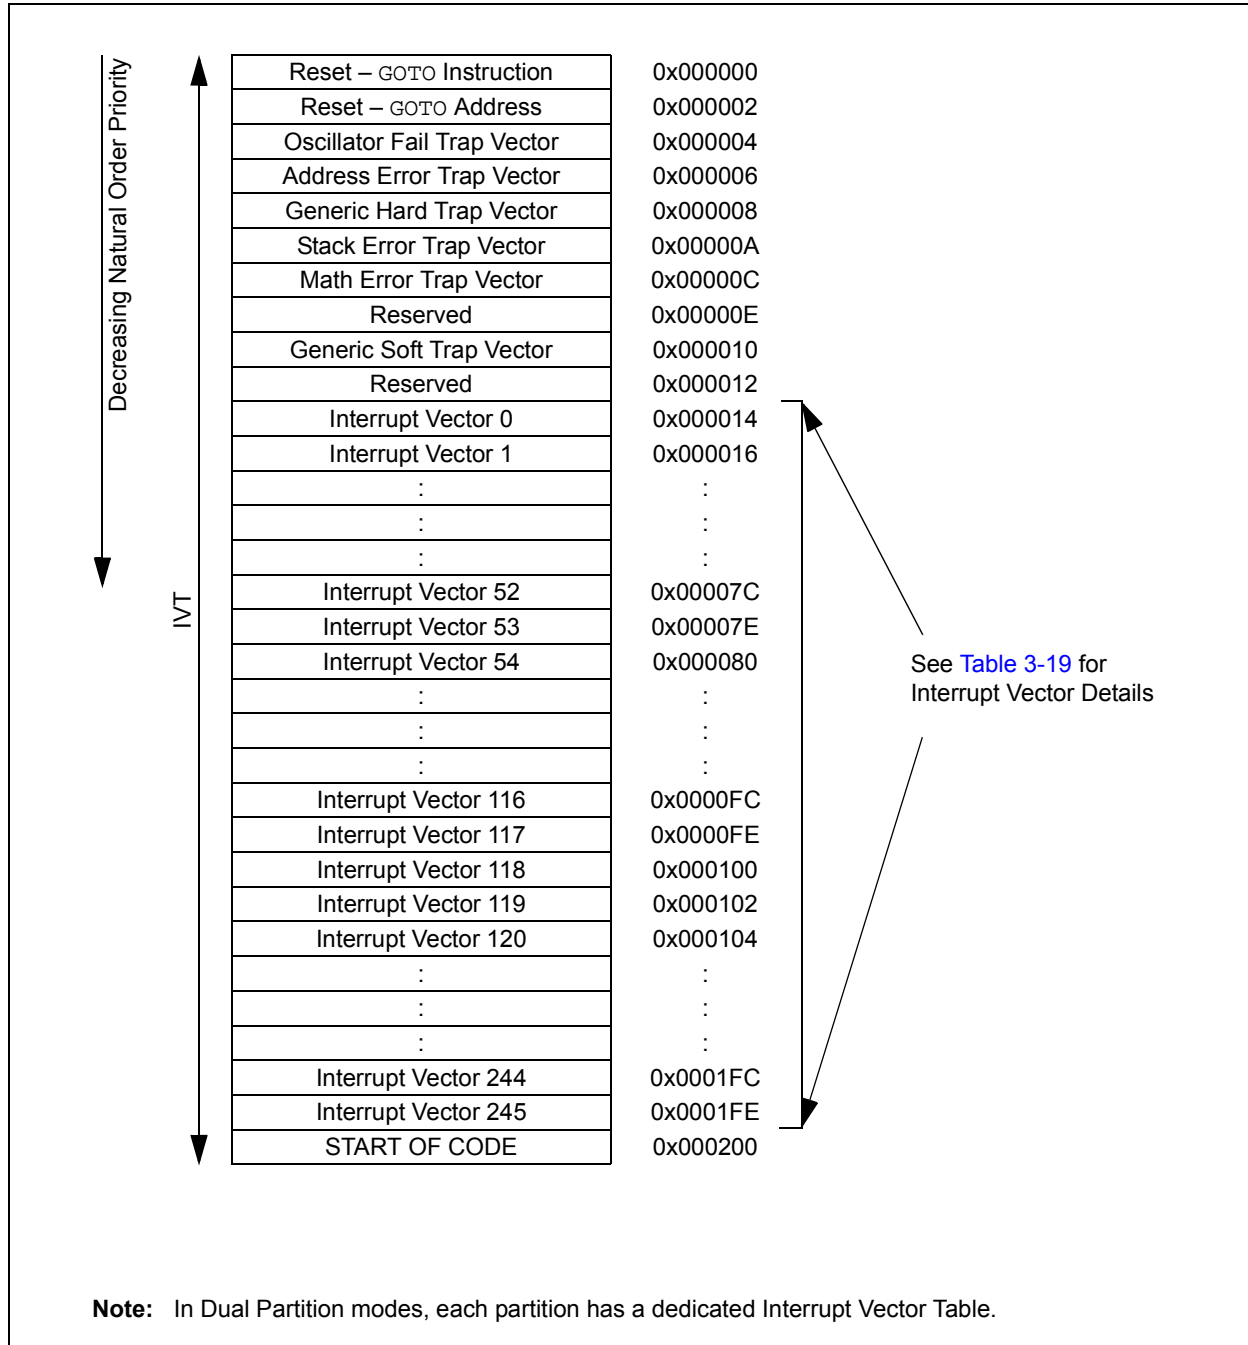 Decreasing Natural Order Priority
IVT
Reset – GOTO Instruction 0x000000
Reset – GOTO Address 0x000002
Oscillator Fail Trap Vector 0x000004
Address Error Trap Vector 0x000006
Generic Hard Trap Vector 0x000008
Stack Error Trap Vector 0x00000A
Math Error Trap Vector 0x00000C
Reserved 0x00000E
Generic Soft Trap Vector 0x000010
Reserved 0x000012
Interrupt Vector 0 0x000014
Interrupt Vector 1 0x000016
: :
: :
: :
Interrupt Vector 52 0x00007C
Interrupt Vector 53 0x00007E
Interrupt Vector 54 0x000080
: :
: :
: :
Interrupt Vector 116 0x0000FC
Interrupt Vector 117 0x0000FE
Interrupt Vector 118 0x000100
Interrupt Vector 119 0x000102
Interrupt Vector 120 0x000104
: :
: :
: :
Interrupt Vector 244 0x0001FC
Interrupt Vector 245 0x0001FE
START OF CODE 0x000200
See Table 3-19 for
Interrupt Vector Details
Note: In Dual Partition modes, each partition has a dedicated Interrupt Vector Table.